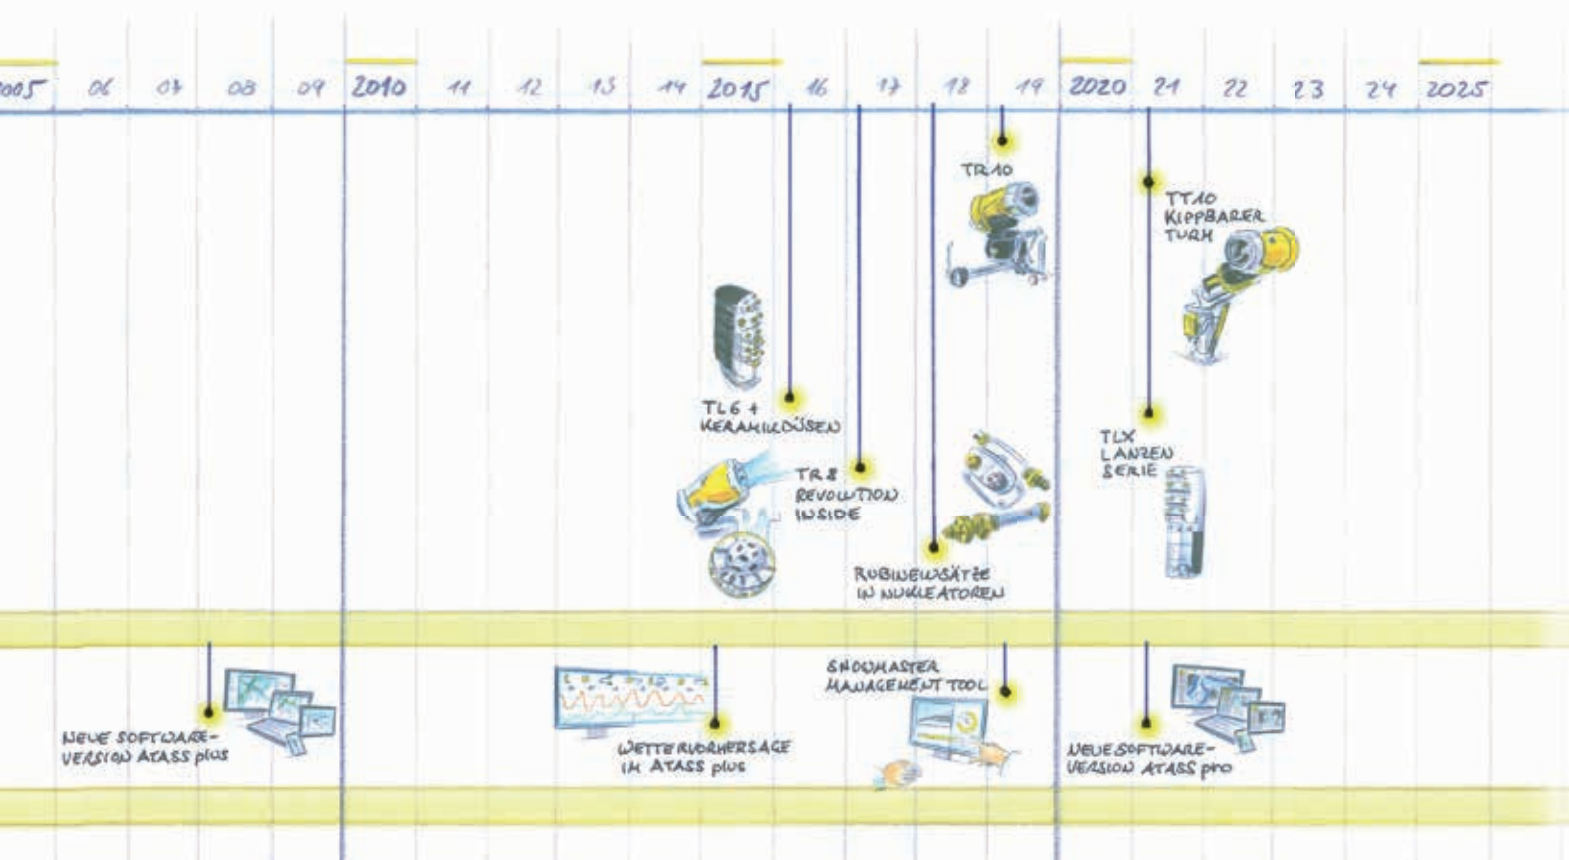 2005 06 07 08 09 2010 11 12 13 14 2015 16 17 18 19 2020 21 22 23 24 2025
TR10
TT10
KIPPBARER
TURM
TL6 +
KERAMIKDÜSEN
TR8
REVOLUTION
INSIDE
RUBINEINSÄTZE
IN NUKLEATOREN
TLX
LANZEN
SERIE
NEUE SOFTWARE-
VERSION ATASS plus
WETTERVORHERSAGE
IM ATASS plus
SNOWMASTER
MANAGEMENT TOOL
NEUE SOFTWARE-
VERSION ATASS pro